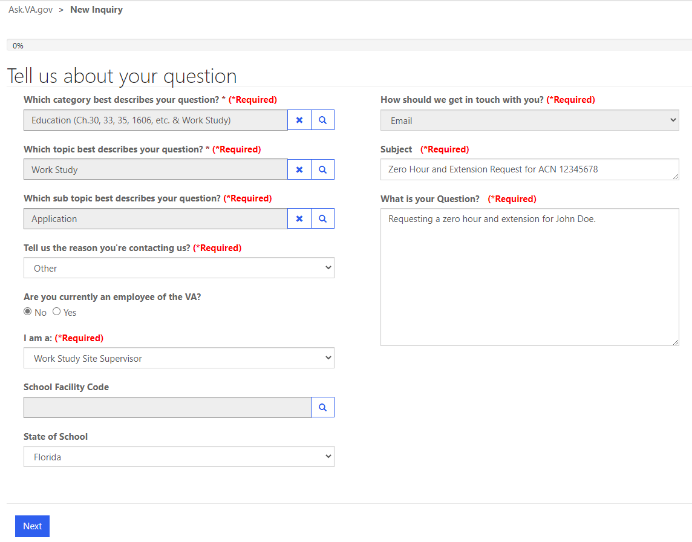 Ask.VA.gov > New Inquiry
0%
Tell us about your question
Which category best describes your question? * (*Required)
Education (Ch.30, 33, 35, 1606, etc. & Work Study)
Which topic best describes your question? * (*Required)
Work Study
Which sub topic best describes your question? (*Required)
Application
Tell us the reason you're contacting us? (*Required)
Other
Are you currently an employee of the VA?
No Yes
I am a: (*Required)
Work Study Site Supervisor
School Facility Code
State of School
Florida
How should we get in touch with you? (*Required)
Email
Subject (*Required)
Zero Hour and Extension Request for ACN 12345678
What is your Question? (*Required)
Requesting a zero hour and extension for John Doe.
Next